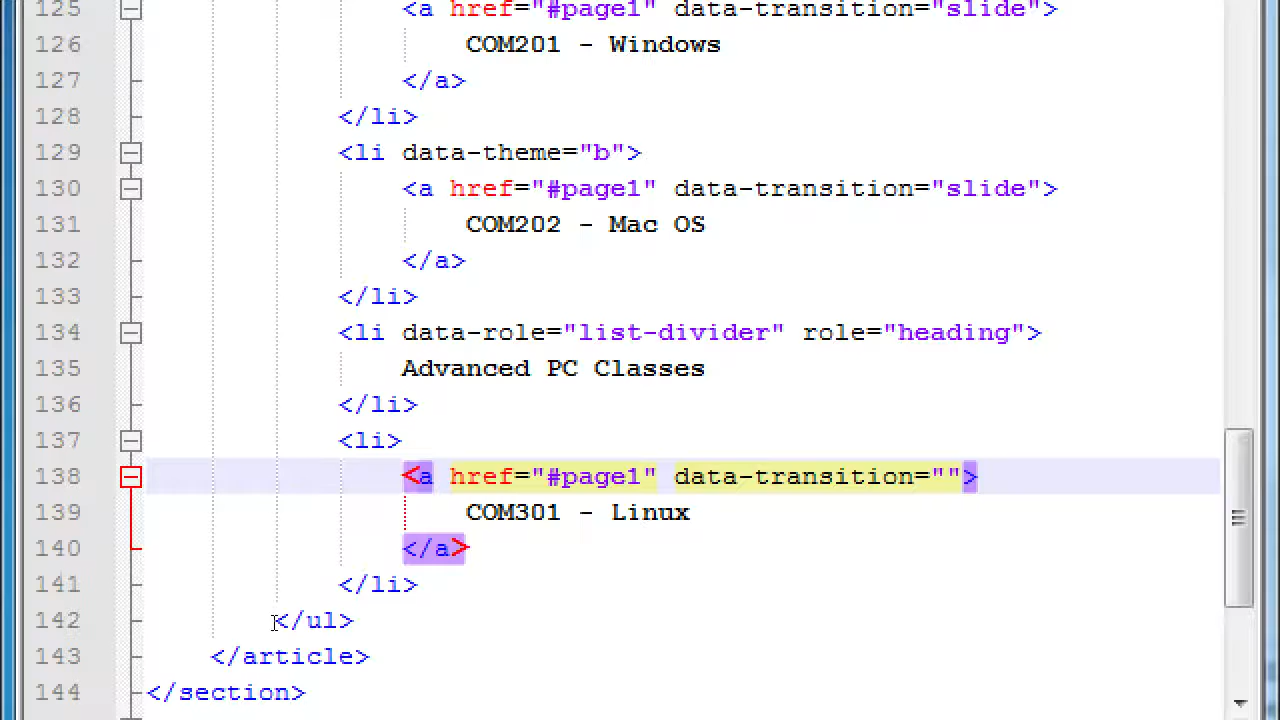 125 <a href="#page1" data-transition="slide">
126 COM201 - Windows
127 </a>
128 </li>
129 <li data-theme="b">
130 <a href="#page1" data-transition="slide">
131 COM202 - Mac OS
132 </a>
133 </li>
134 <li data-role="list-divider" role="heading">
135 Advanced PC Classes
136 </li>
137 <li>
138 <a href="#page1" data-transition="">
139 COM301 - Linux
140 </a>
141 </li>
142 </ul>
143 </article>
144 </section>